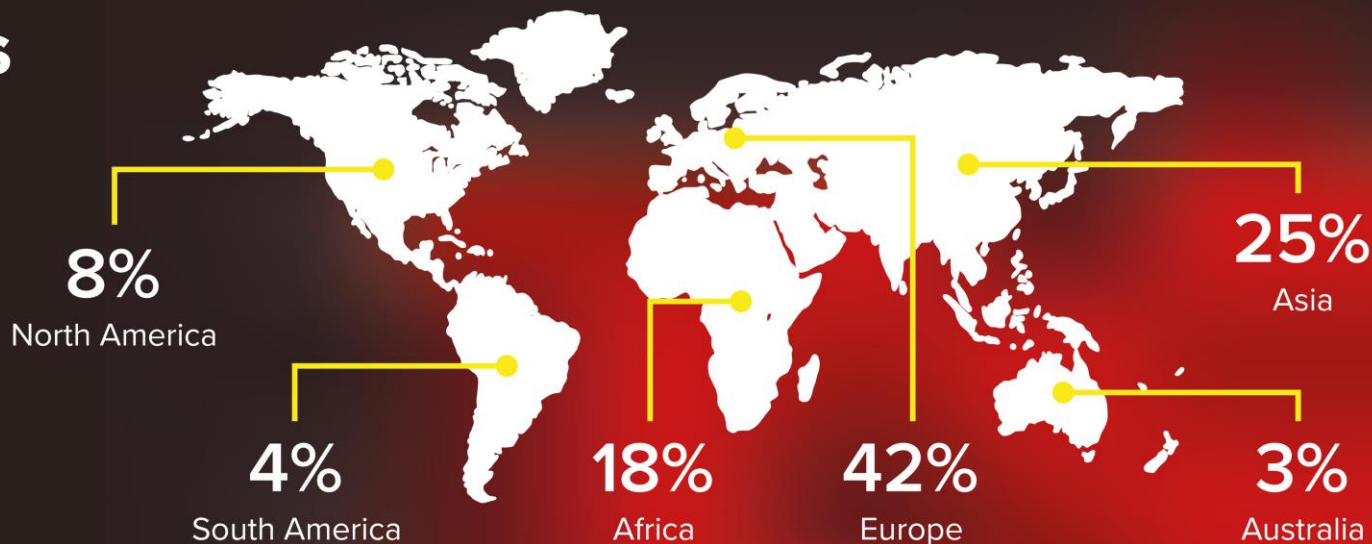 8%
North America
4%
South America
18%
Africa
42%
Europe
25%
Asia
3%
Australia